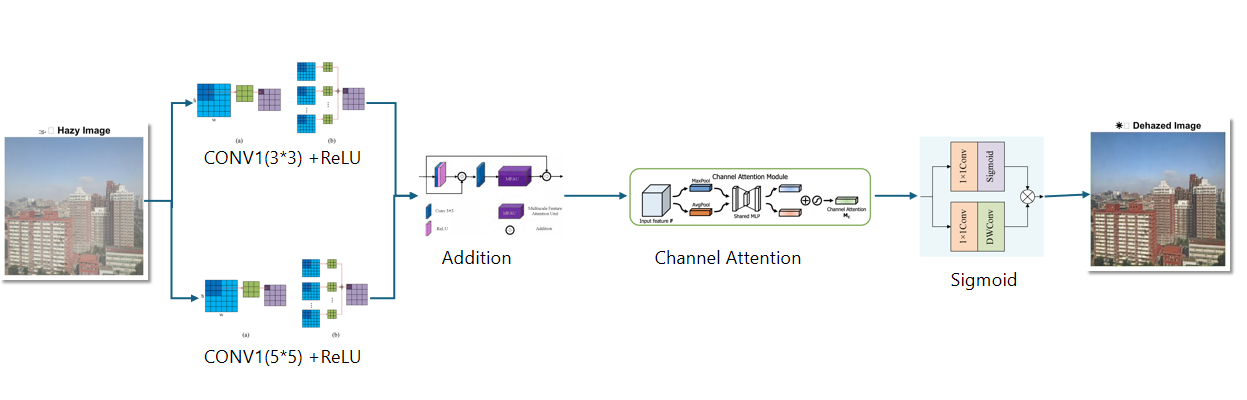 Hazy Image
h
w
(a)
(b)
CONV1(3*3) +ReLU
h
w
(a)
(b)
CONV1(5*5) +ReLU
MFAU
Conv 3*3
MFAU
Multiscale Feature
Attention Unit
ReLU
Addition
Addition
Channel Attention Module
MaxPool
AvgPool
Input feature F
Shared MLP
Channel Attention
Channel Attention
1×1Conv
Sigmoid
1×1Conv
DWConv
Sigmoid
Dehazed Image